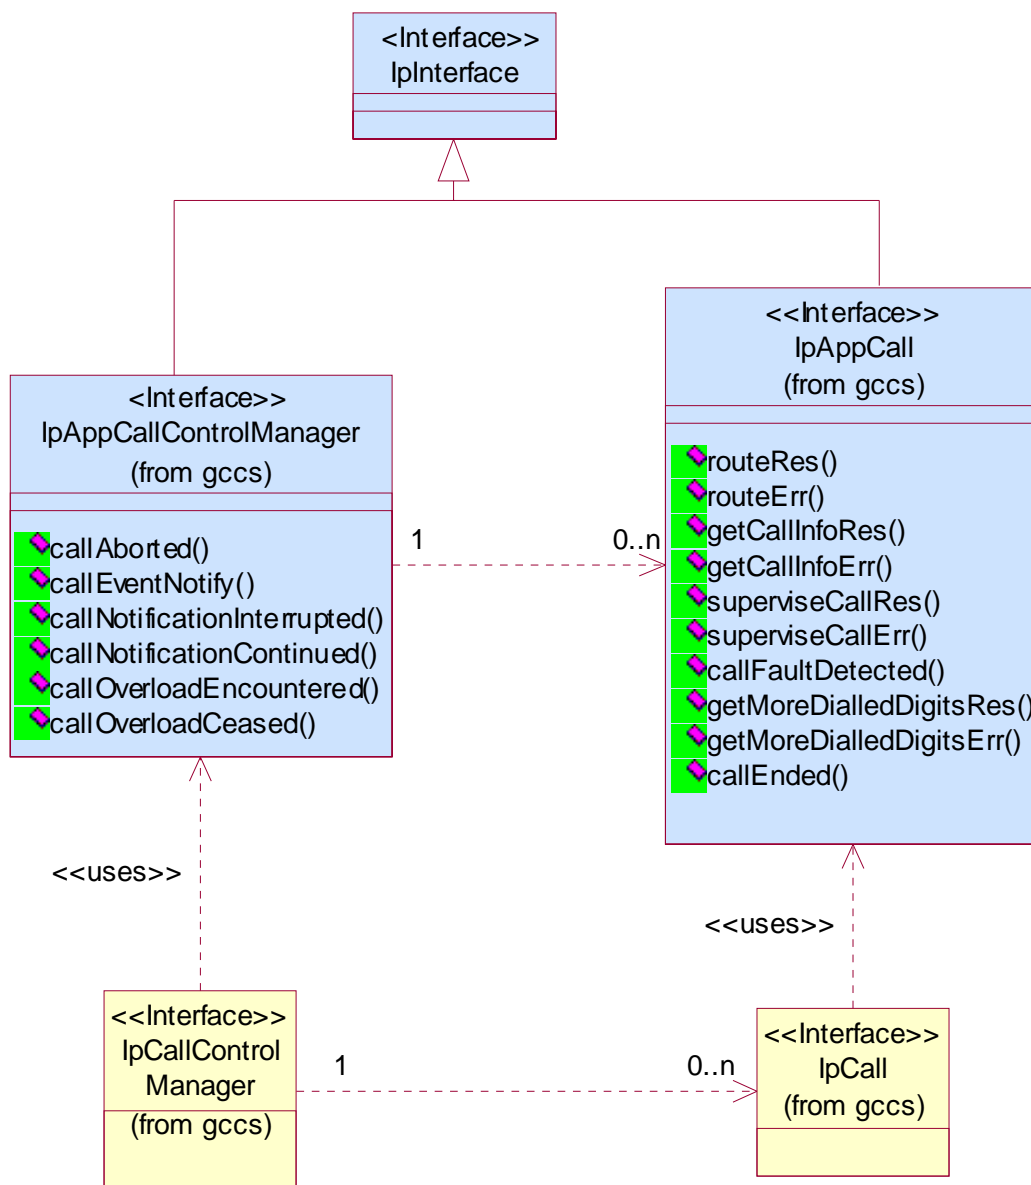 <Interface>>
IpInterface
<<Interface>>
IpAppCall
(from gccs)
routeRes()
routeErr()
getCallInfoRes()
getCallInfoErr()
superviseCallRes()
superviseCallErr()
callFaultDetected()
getMoreDialledDigitsRes()
getMoreDialledDigitsErr()
callEnded()
<Interface>>
IpAppCallControlManager
(from gccs)
callAborted()
callEventNotify()
callNotificationInterrupted()
callNotificationContinued()
callOverloadEncountered()
callOverloadCeased()
1
0..n
<<uses>>
<<uses>>
<<Interface>>
IpCallControl
Manager
(from gccs)
1
0..n
<<Interface>>
IpCall
(from gccs)